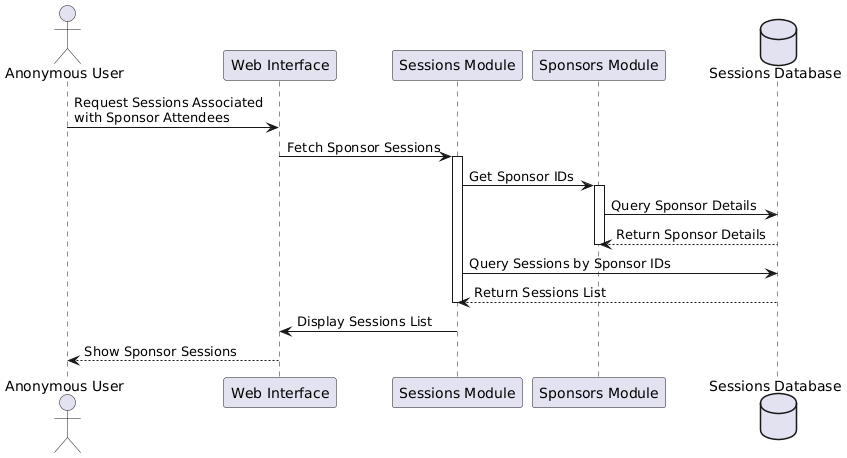 Anonymous User
Web Interface
Sessions Module
Sponsors Module
Sessions Database
Request Sessions Associated
with Sponsor Attendees
Fetch Sponsor Sessions
Get Sponsor IDs
Query Sponsor Details
Return Sponsor Details
Query Sessions by Sponsor IDs
Return Sessions List
Display Sessions List
Show Sponsor Sessions
Anonymous User
Web Interface
Sessions Module
Sponsors Module
Sessions Database